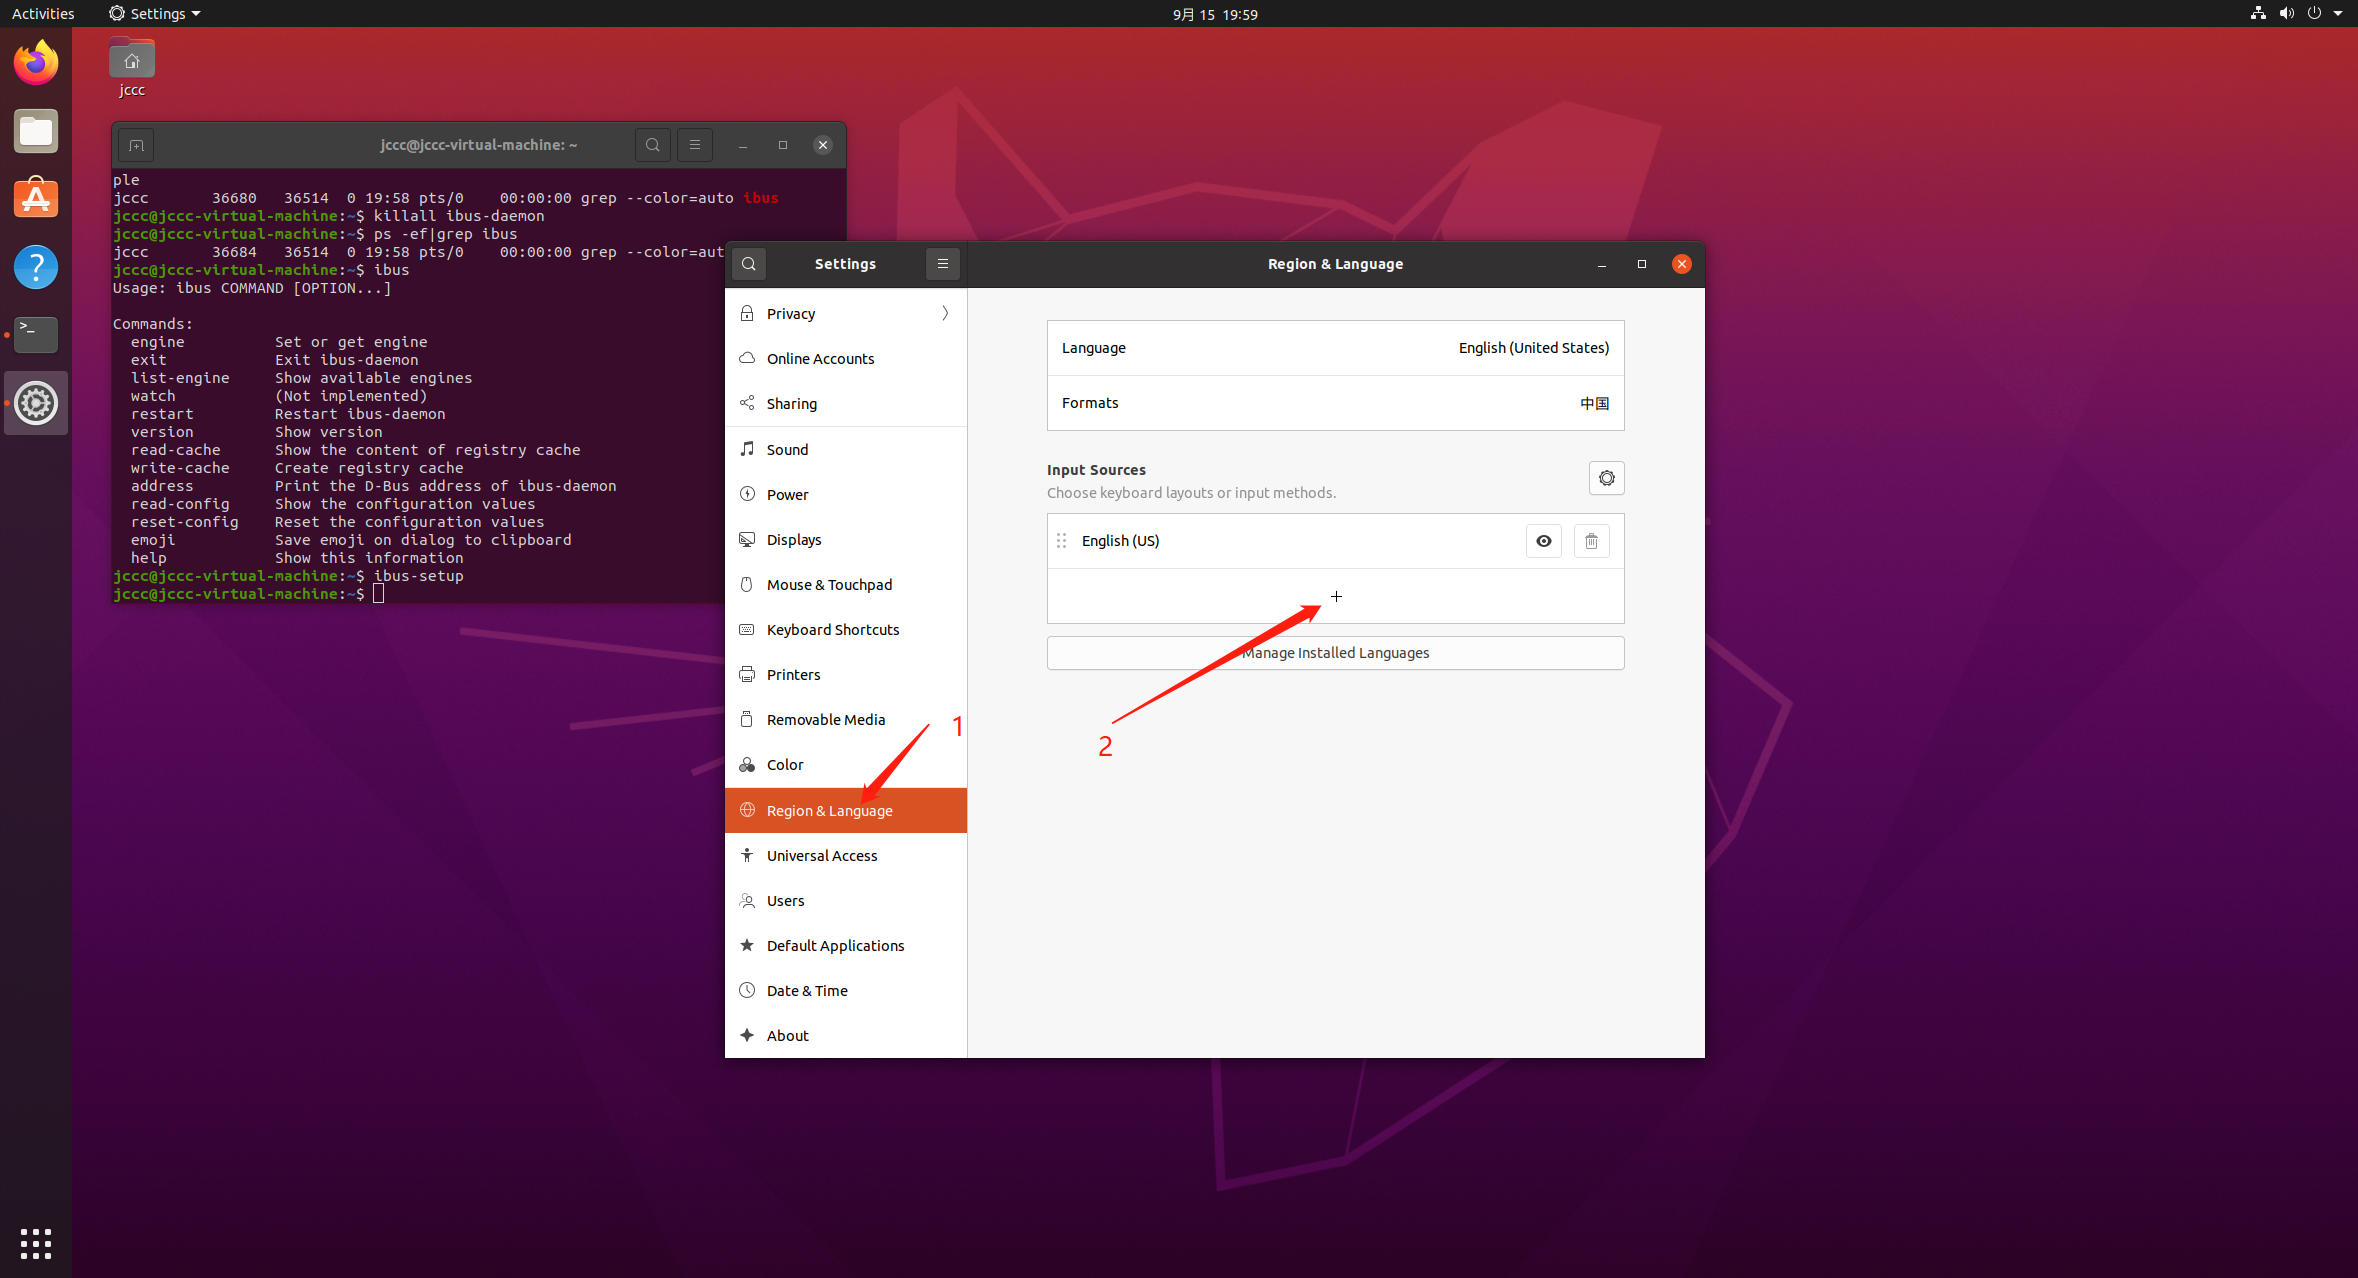 Activities
Settings
9月 15 19:59
jccc
jccc@jccc-virtual-machine: ~
ple
jccc       36680   36514  0 19:58 pts/0    00:00:00 grep --color=auto ibus
jccc@jccc-virtual-machine:~$ killall ibus-daemon
jccc@jccc-virtual-machine:~$ ps -ef|grep ibus
jccc       36684   36514  0 19:58 pts/0    00:00:00 grep --color=aut
jccc@jccc-virtual-machine:~$ ibus
Usage: ibus COMMAND [OPTION...]
Commands:
  engine          Set or get engine
  exit            Exit ibus-daemon
  list-engine     Show available engines
  watch           (Not implemented)
  restart         Restart ibus-daemon
  version         Show version
  read-cache      Show the content of registry cache
  write-cache     Create registry cache
  address         Print the D-Bus address of ibus-daemon
  read-config     Show the configuration values
  reset-config    Reset the configuration values
  emoji           Save emoji on dialog to clipboard
  help            Show this information
jccc@jccc-virtual-machine:~$ ibus-setup
jccc@jccc-virtual-machine:~$
Settings
Privacy
Online Accounts
Sharing
Sound
Power
Displays
Mouse & Touchpad
Keyboard Shortcuts
Printers
Removable Media
Color
Region & Language
Universal Access
Users
Default Applications
Date & Time
About
1
Region & Language
Language English (United States)
Formats 中国
Input Sources
Choose keyboard layouts or input methods.
English (US)
+
Manage Installed Languages
2